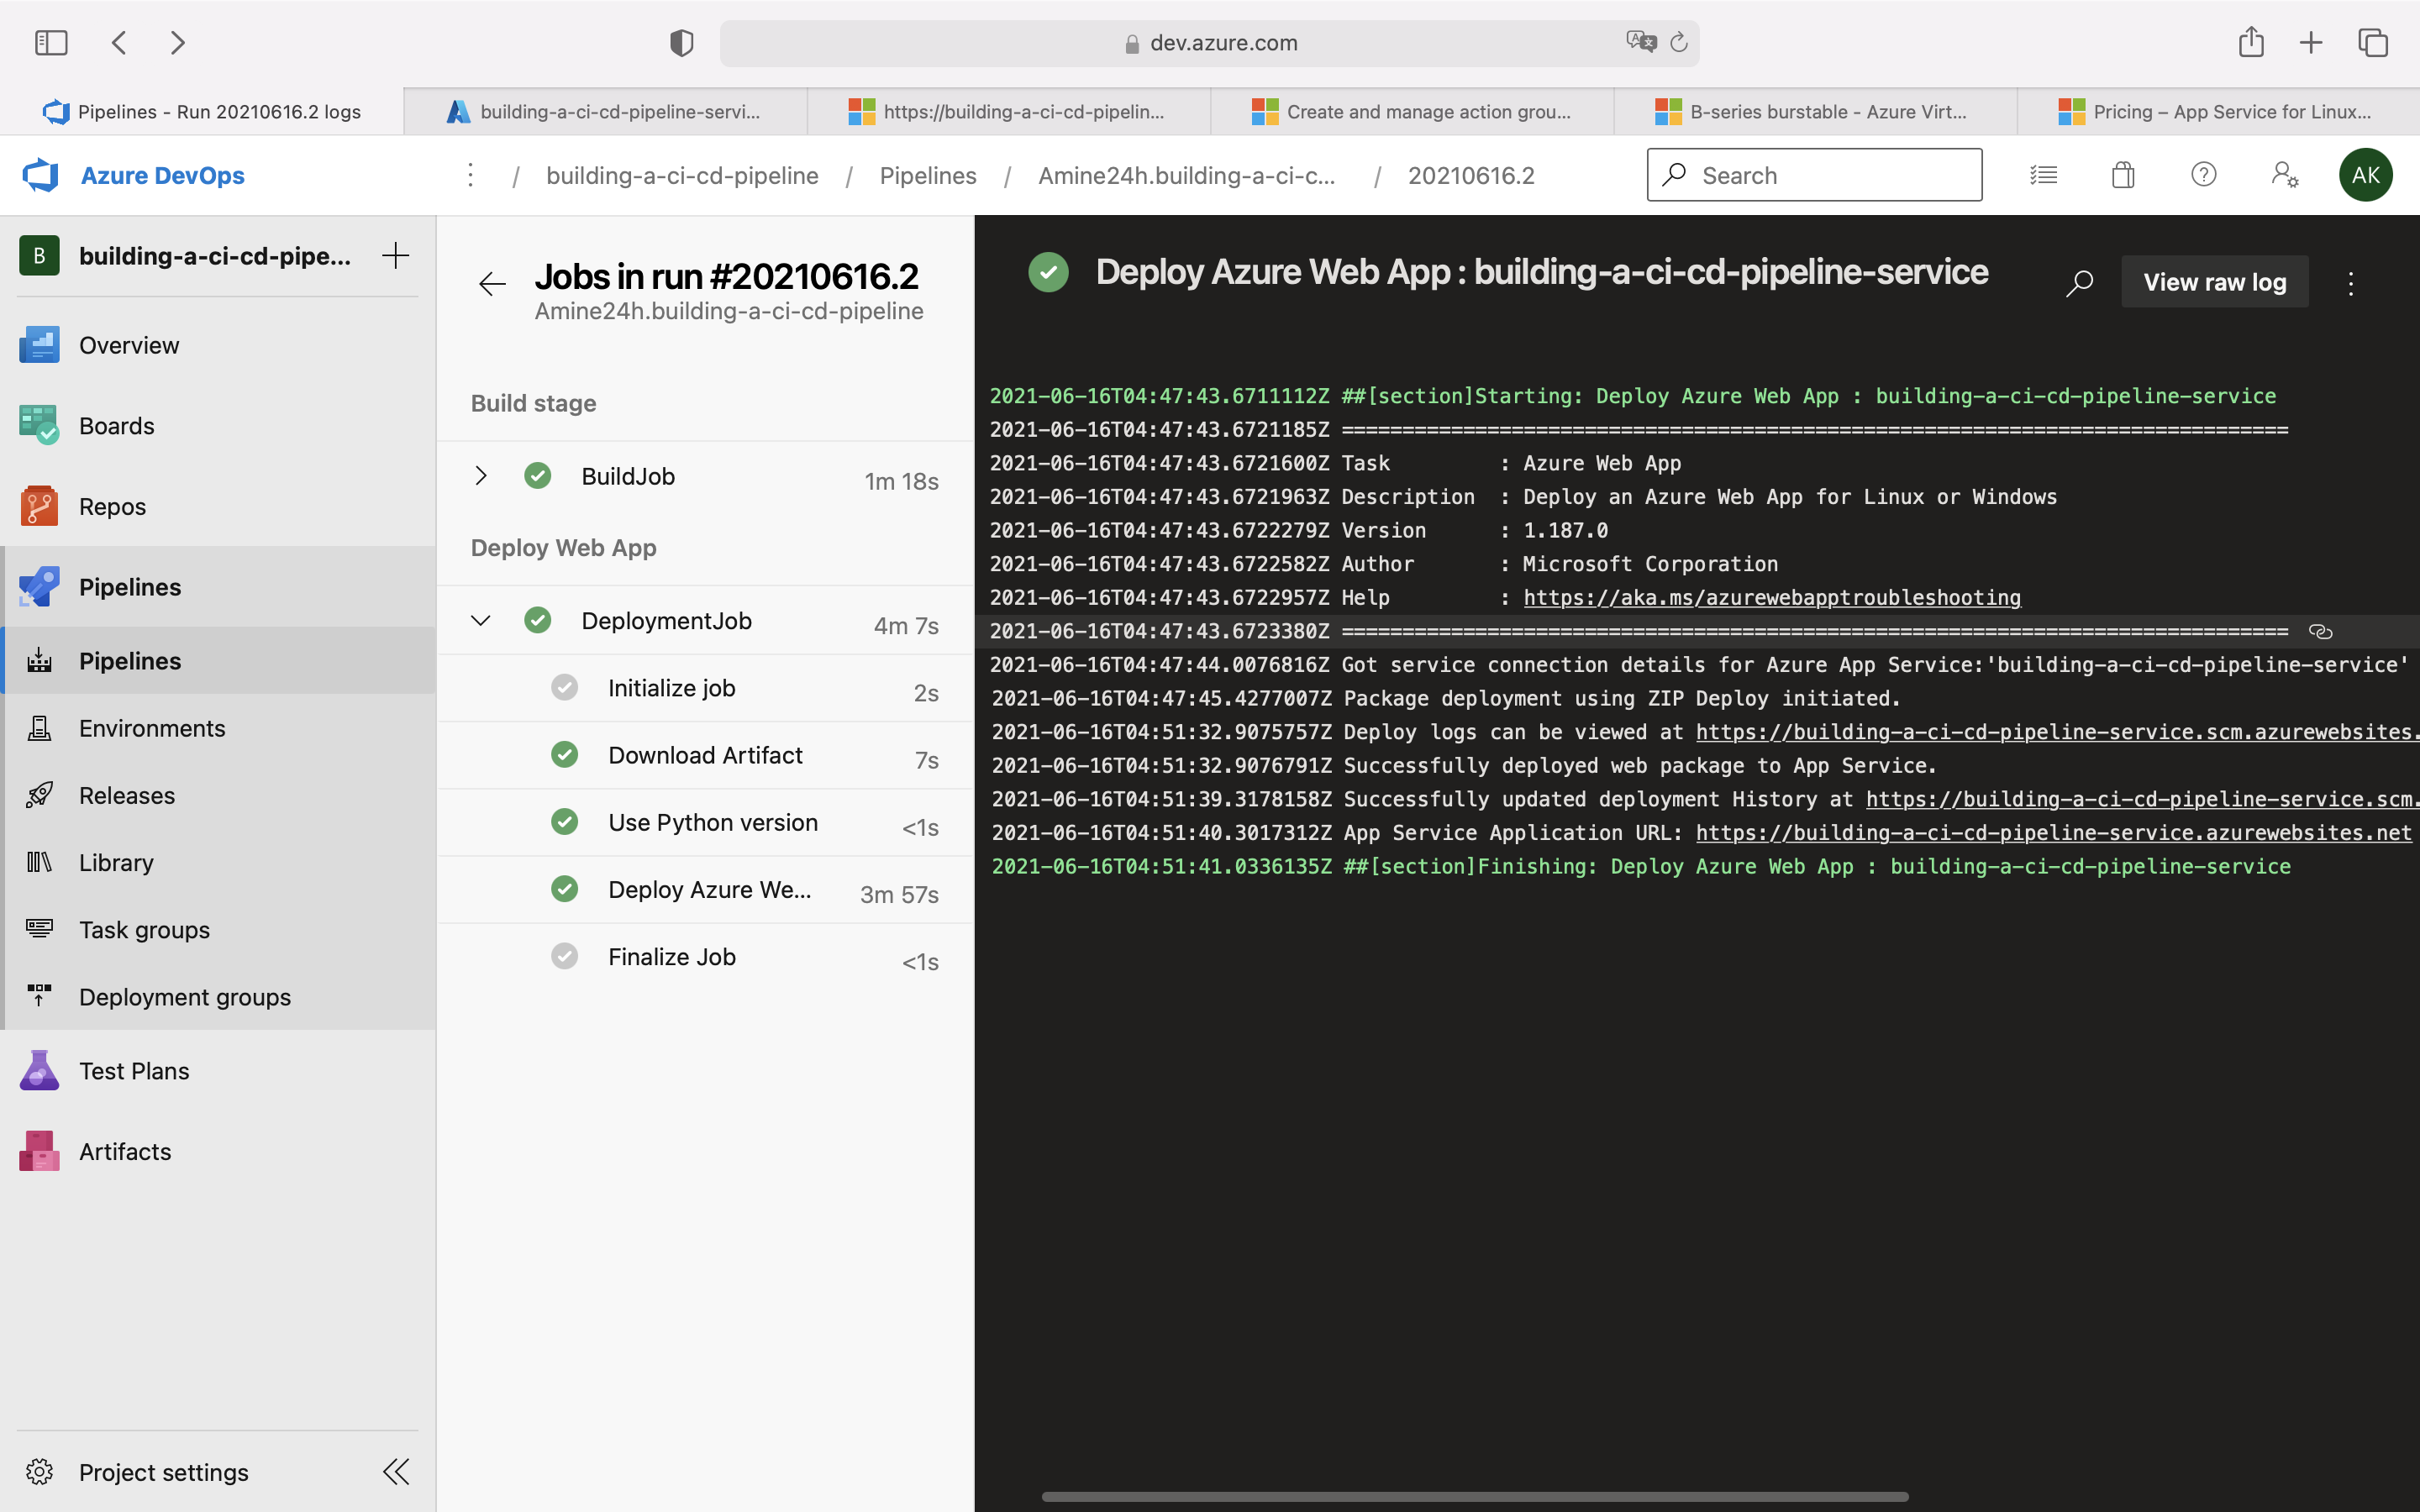 dev.azure.com
Pipelines - Run 20210616.2 logs
building-a-ci-cd-pipeline-servi...
https://building-a-ci-cd-pipelin...
Create and manage action grou...
B-series burstable - Azure Virt...
Pricing – App Service for Linux...
Azure DevOps
/ building-a-ci-cd-pipeline / Pipelines / Amine24h.building-a-ci-c... / 20210616.2
Search
AK
B
building-a-ci-cd-pipe...
Overview
Boards
Repos
Pipelines
Pipelines
Environments
Releases
Library
Task groups
Deployment groups
Test Plans
Artifacts
Project settings
Jobs in run #20210616.2
Amine24h.building-a-ci-cd-pipeline
Build stage
BuildJob 1m 18s
Deploy Web App
DeploymentJob 4m 7s
Initialize job 2s
Download Artifact 7s
Use Python version <1s
Deploy Azure We... 3m 57s
Finalize Job <1s
Deploy Azure Web App : building-a-ci-cd-pipeline-service
View raw log
2021-06-16T04:47:43.6711112Z ##[section]Starting: Deploy Azure Web App : building-a-ci-cd-pipeline-service
2021-06-16T04:47:43.6721185Z ==============================================================================
2021-06-16T04:47:43.6721600Z Task         : Azure Web App
2021-06-16T04:47:43.6721963Z Description  : Deploy an Azure Web App for Linux or Windows
2021-06-16T04:47:43.6722279Z Version      : 1.187.0
2021-06-16T04:47:43.6722582Z Author       : Microsoft Corporation
2021-06-16T04:47:43.6722957Z Help         : https://aka.ms/azurewebapptroubleshooting
2021-06-16T04:47:43.6723380Z ==============================================================================
2021-06-16T04:47:44.0076816Z Got service connection details for Azure App Service:'building-a-ci-cd-pipeline-service'
2021-06-16T04:47:45.4277007Z Package deployment using ZIP Deploy initiated.
2021-06-16T04:51:32.9075757Z Deploy logs can be viewed at https://building-a-ci-cd-pipeline-service.scm.azurewebsites.
2021-06-16T04:51:32.9076791Z Successfully deployed web package to App Service.
2021-06-16T04:51:39.3178158Z Successfully updated deployment History at https://building-a-ci-cd-pipeline-service.scm.
2021-06-16T04:51:40.3017312Z App Service Application URL: https://building-a-ci-cd-pipeline-service.azurewebsites.net
2021-06-16T04:51:41.0336135Z ##[section]Finishing: Deploy Azure Web App : building-a-ci-cd-pipeline-service